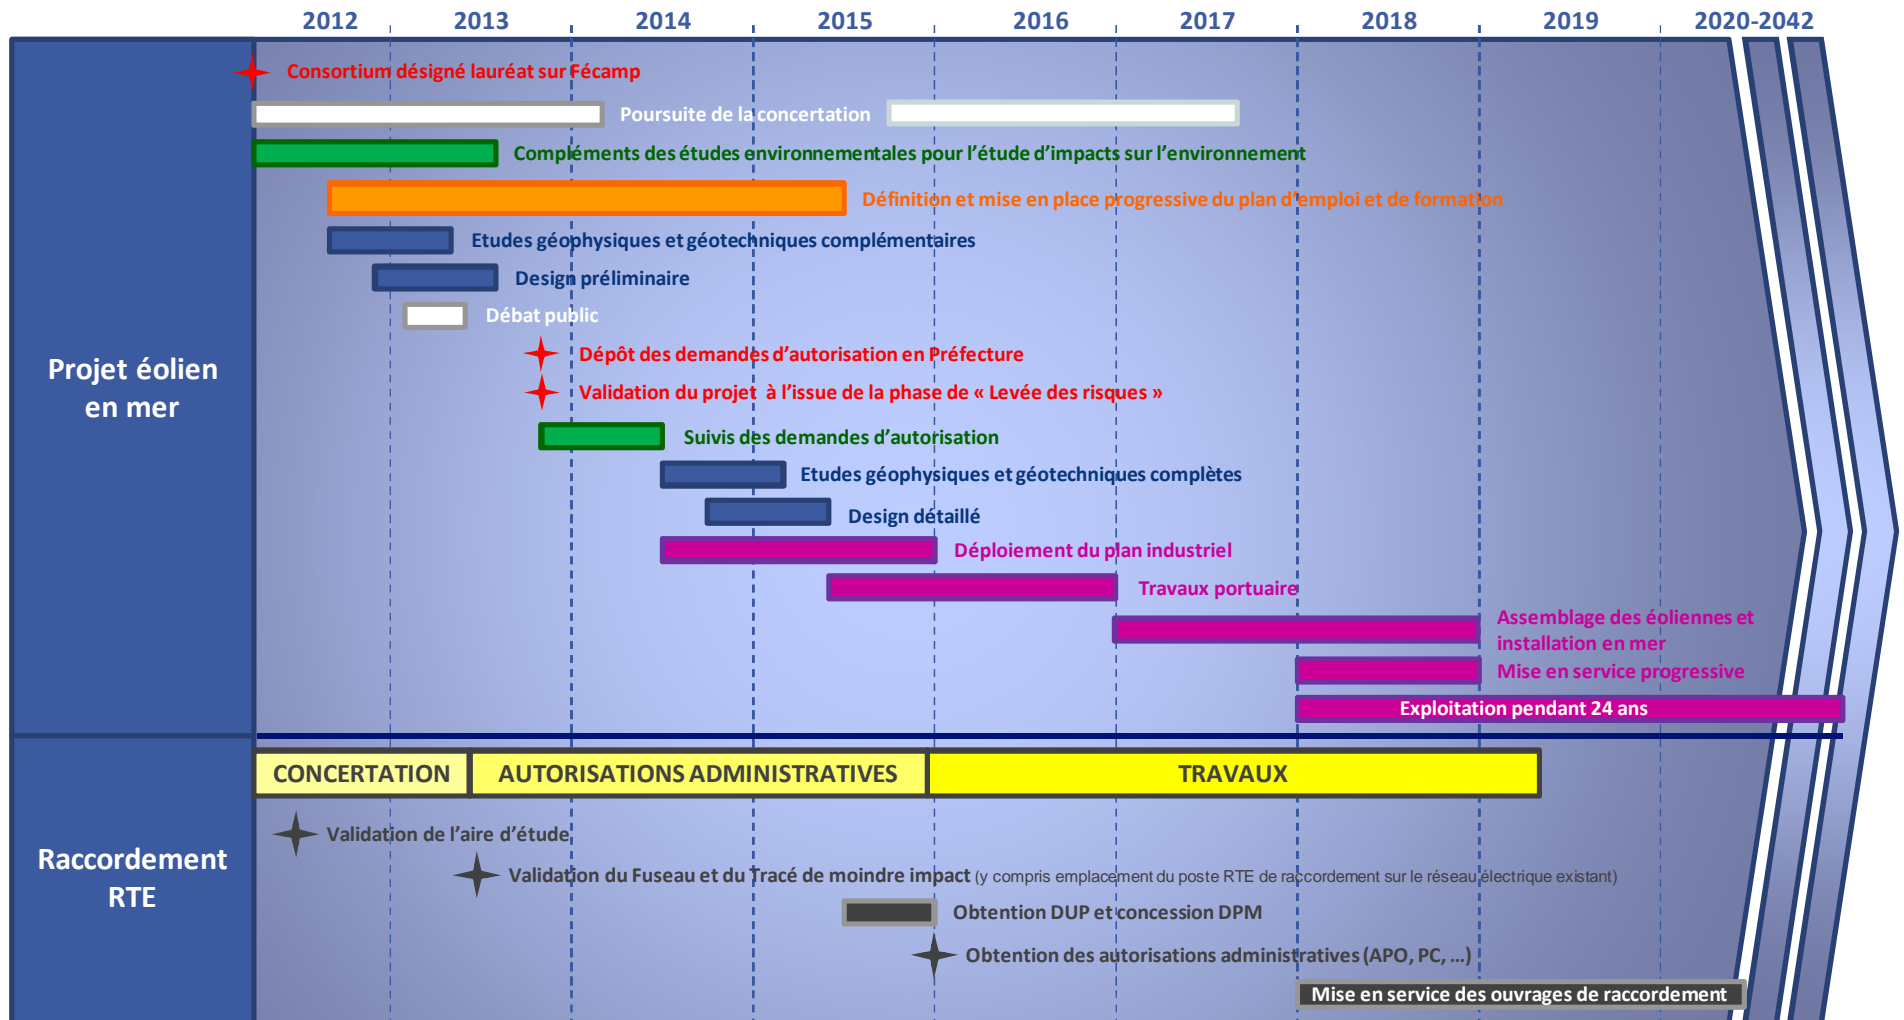 2012 2013 2014 2015 2016 2017 2018 2019 2020-2042
Projet éolien
en mer
Consortium désigné lauréat sur Fécamp
Poursuite de la concertation
Compléments des études environnementales pour l’étude d’impacts sur l’environnement
Définition et mise en place progressive du plan d’emploi et de formation
Etudes géophysiques et géotechniques complémentaires
Design préliminaire
Débat public
Dépôt des demandes d’autorisation en Préfecture
Validation du projet à l’issue de la phase de « Levée des risques »
Suivis des demandes d’autorisation
Etudes géophysiques et géotechniques complètes
Design détaillé
Déploiement du plan industriel
Travaux portuaire
Assemblage des éoliennes et
installation en mer
Mise en service progressive
Exploitation pendant 24 ans
Raccordement
RTE
CONCERTATION AUTORISATIONS ADMINISTRATIVES TRAVAUX
Validation de l’aire d’étude
Validation du Fuseau et du Tracé de moindre impact (y compris emplacement du poste RTE de raccordement sur le réseau électrique existant)
Obtention DUP et concession DPM
Obtention des autorisations administratives (APO, PC, ...)
Mise en service des ouvrages de raccordement